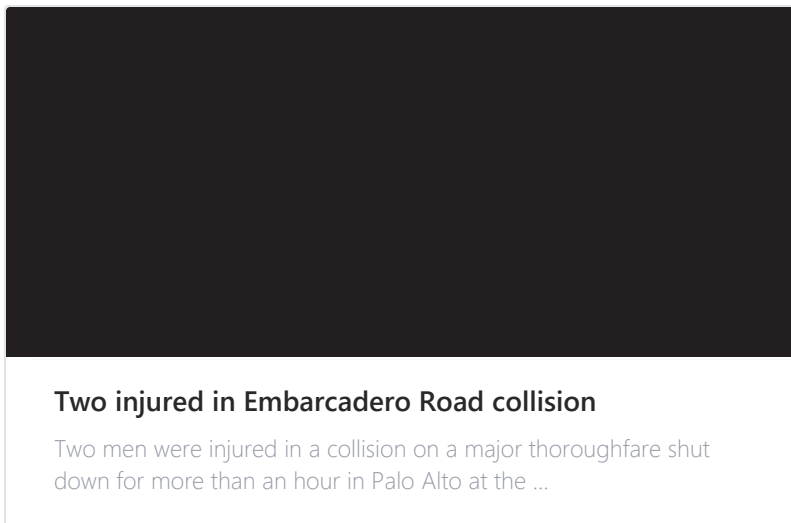 Two injured in Embarcadero Road collision
Two men were injured in a collision on a major thoroughfare shut
down for more than an hour in Palo Alto at the ...